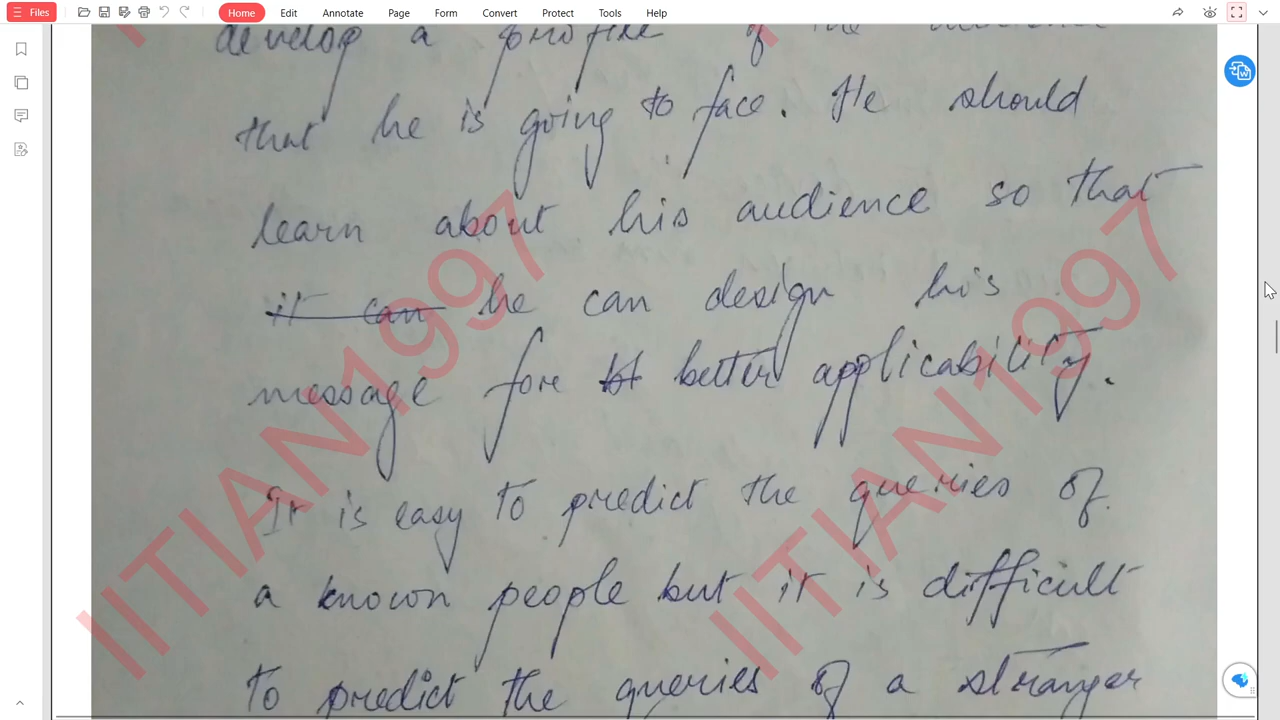 Files
Home
Edit
Annotate
Page
Form
Convert
Protect
Tools
Help
develop a profile of the audience
that he is going to face. He should
learn about his audience so that
it can he can design his
message for better applicability.
It is easy to predict the queries of
a known people but it is difficult
to predict the queries of a stranger
IITIAN1997
IITIAN1997